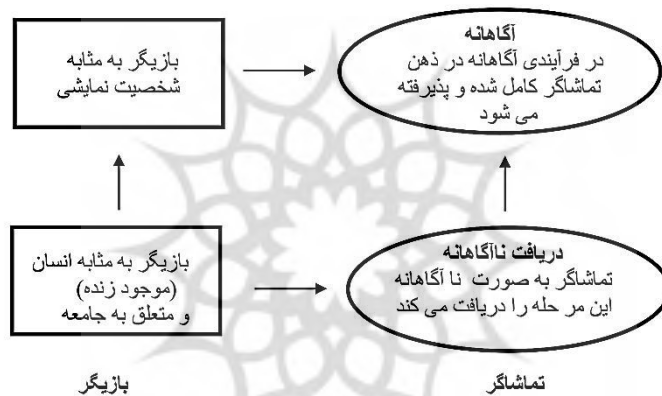 آگاهانه
در فرآیندی آگاهانه در ذهن
تماشاگر کامل شده و پذیرفته
می شود
بازیگر به مثابه
شخصیت نمایشی
دریافت ناآگاهانه
تماشاگر به صورت نا آگاهانه
این مر حله را دریافت می کند
بازیگر به مثابه انسان
(موجود زنده)
و متعلق به جامعه
تماشاگر
بازیگر